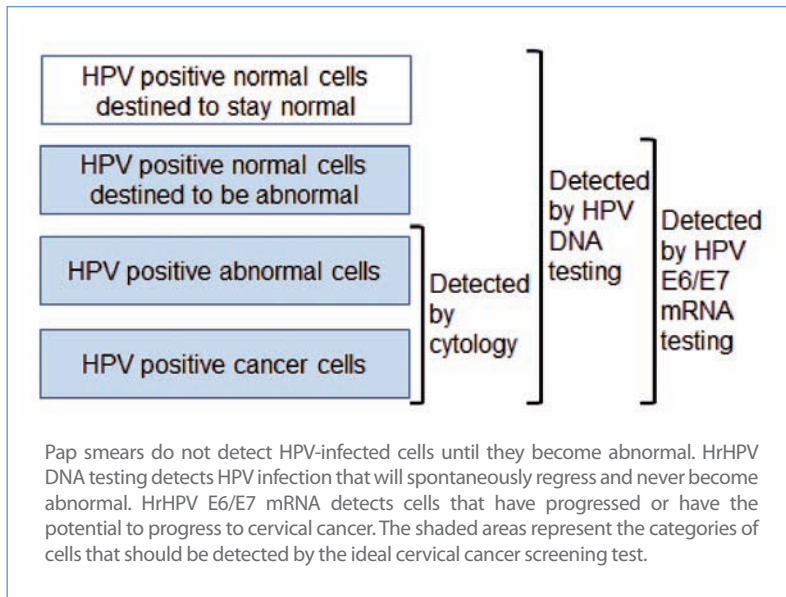 HPV positive normal cells
destined to stay normal
HPV positive normal cells
destined to be abnormal
HPV positive abnormal cells
HPV positive cancer cells
Detected
by
cytology
Detected
by HPV
DNA
testing
Detected
by HPV
E6/E7
mRNA
testing
Pap smears do not detect HPV-infected cells until they become abnormal. HrHPV
DNA testing detects HPV infection that will spontaneously regress and never become
abnormal. HrHPV E6/E7 mRNA detects cells that have progressed or have the
potential to progress to cervical cancer. The shaded areas represent the categories of
cells that should be detected by the ideal cervical cancer screening test.